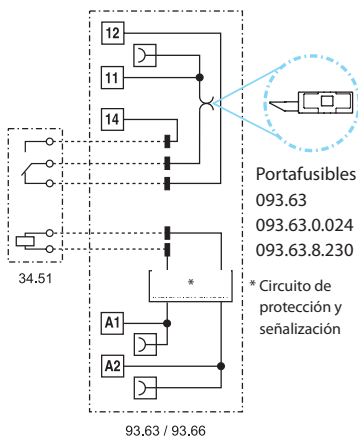 12
11
14
34.51
*
A1
A2
93.63 / 93.66
Portafusibles
093.63
093.63.0.024
093.63.8.230
* Circuito de
protección y
señalización